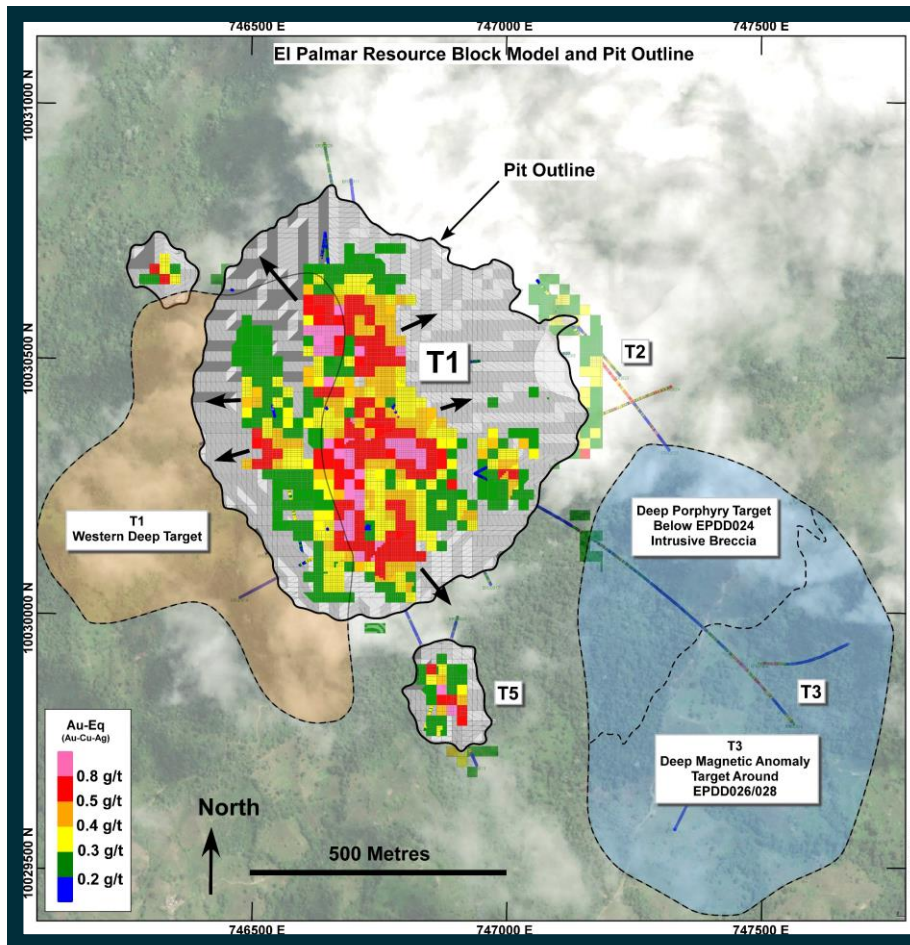 746500 E
747000 E
747500 E
El Palmar Resource Block Model and Pit Outline
10031000 N
Pit Outline
10030500 N
T1
T2
T1
Western Deep Target
Deep Porphyry Target
Below EPDD024
Intrusive Breccia
10030000 N
T5
T3
T3
Deep Magnetic Anomaly
Target Around
EPDD026/028
Au-Eq
(Au-Cu-Ag)
0.8 g/t
0.5 g/t
0.4 g/t
0.3 g/t
0.2 g/t
North
500 Metres
10029500 N
746500 E
747000 E
747500 E